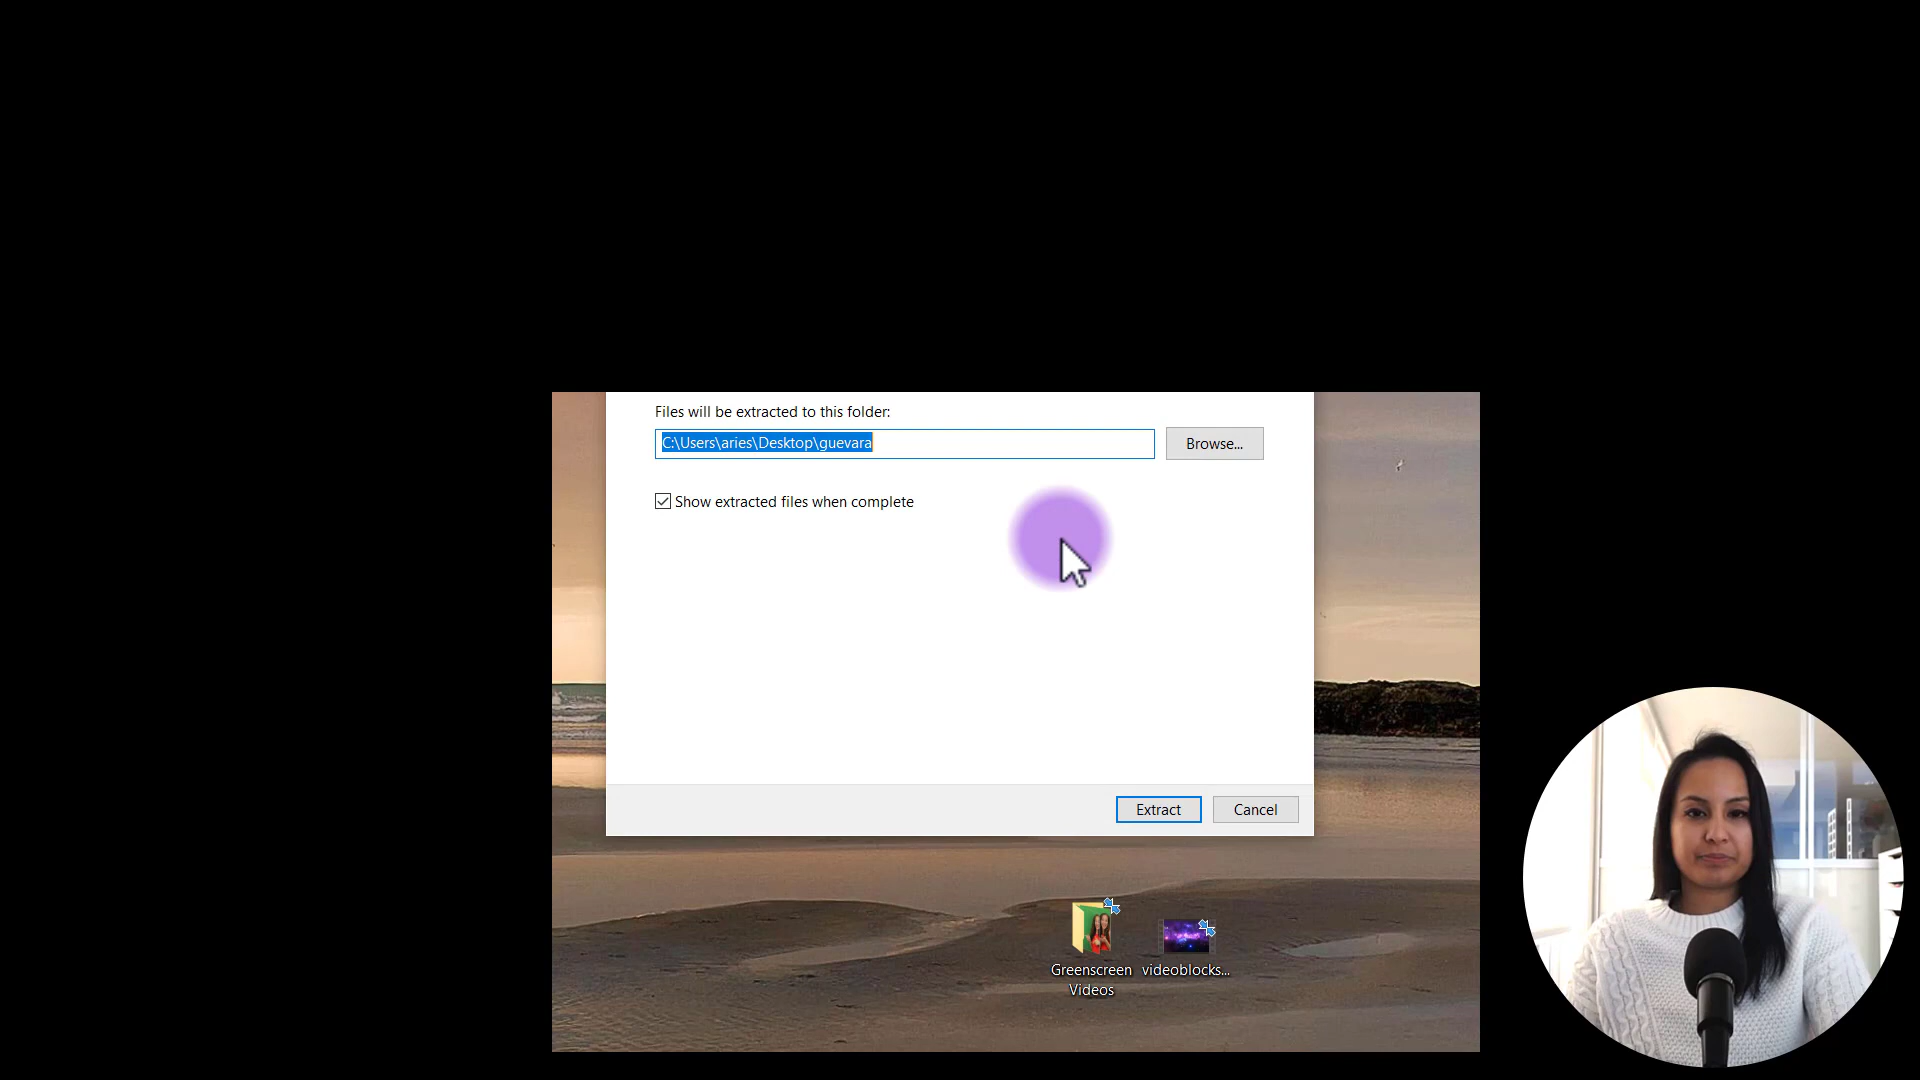 Files will be extracted to this folder:
C:\Users\aries\Desktop\guevara
Browse...
Show extracted files when complete
Extract
Cancel
Greenscreen
Videos
videoblocks...